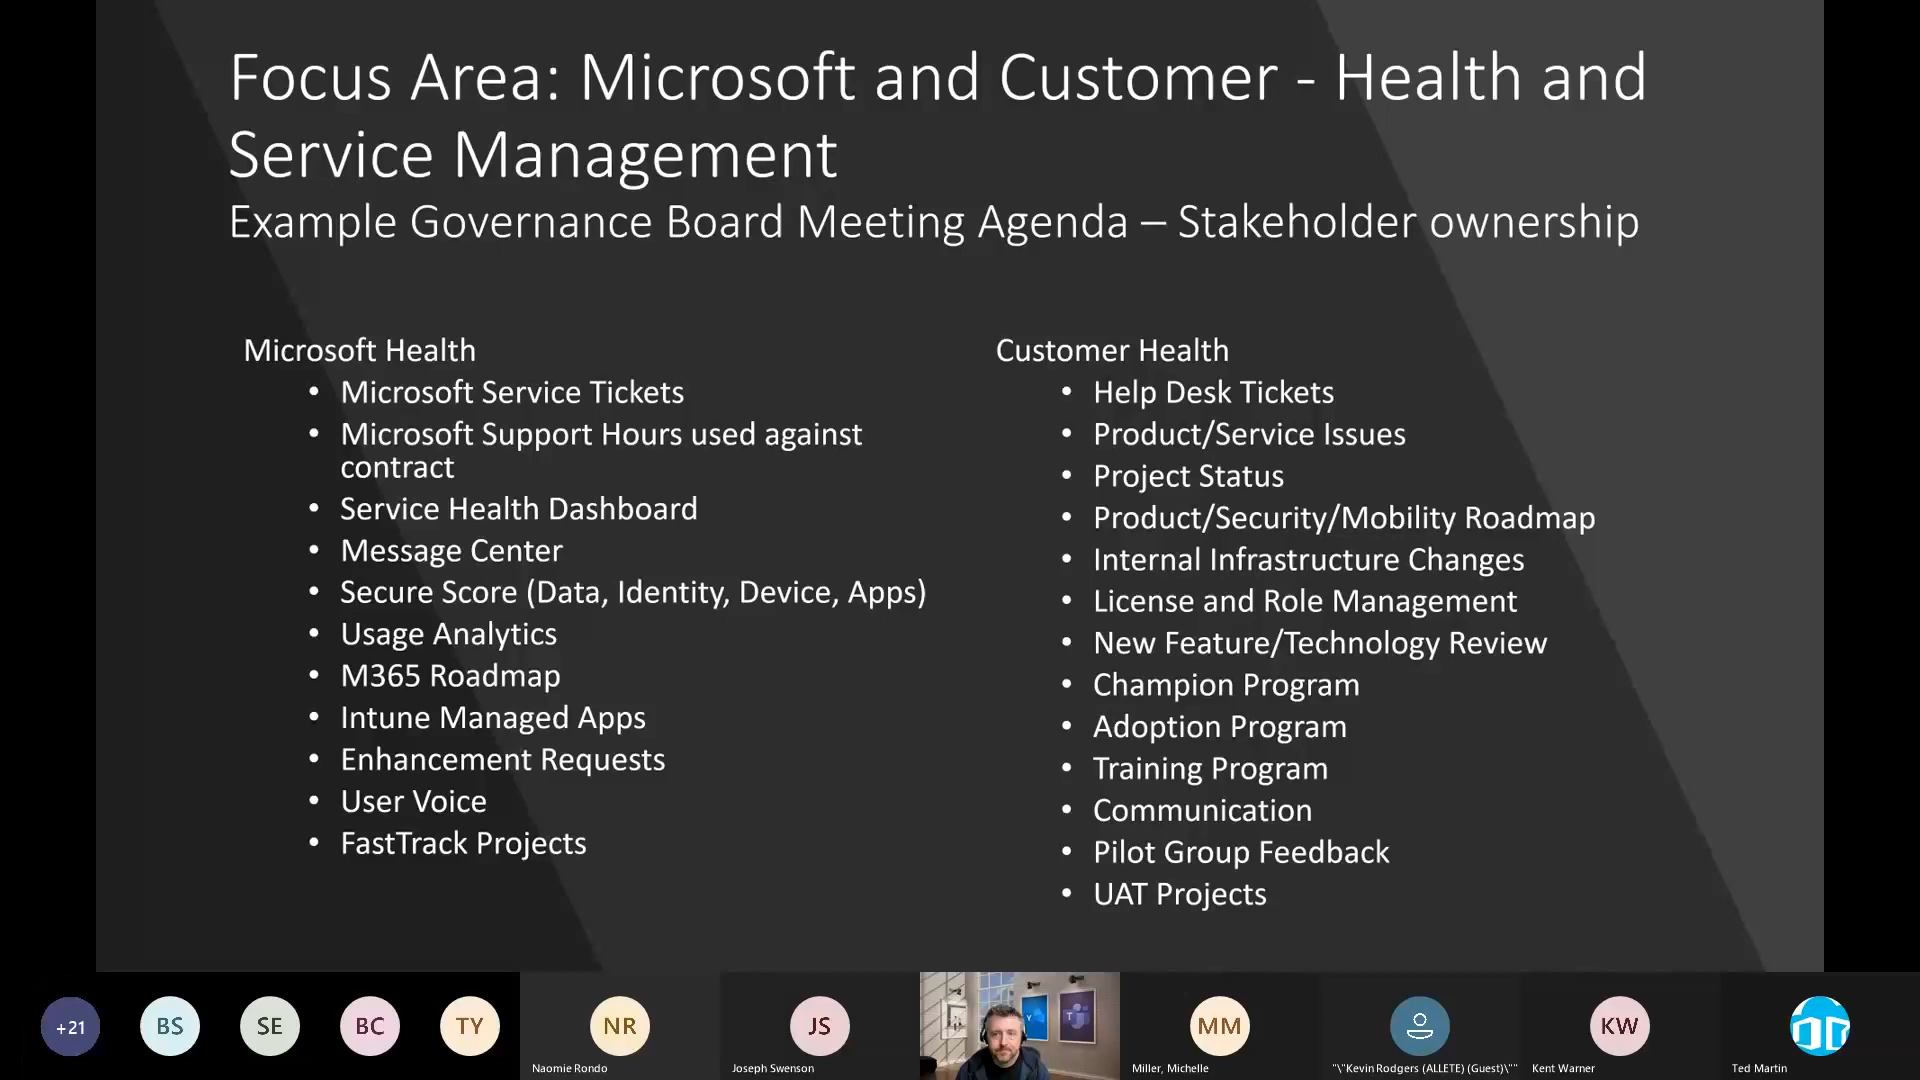 Focus Area: Microsoft and Customer - Health and
Service Management
Example Governance Board Meeting Agenda – Stakeholder ownership
Microsoft Health
• Microsoft Service Tickets
• Microsoft Support Hours used against
contract
• Service Health Dashboard
• Message Center
• Secure Score (Data, Identity, Device, Apps)
• Usage Analytics
• M365 Roadmap
• Intune Managed Apps
• Enhancement Requests
• User Voice
• FastTrack Projects
Customer Health
• Help Desk Tickets
• Product/Service Issues
• Project Status
• Product/Security/Mobility Roadmap
• Internal Infrastructure Changes
• License and Role Management
• New Feature/Technology Review
• Champion Program
• Adoption Program
• Training Program
• Communication
• Pilot Group Feedback
• UAT Projects
+21
BS
SE
BC
TY
NR
Naomie Rondo
JS
Joseph Swenson
Y
T
MM
Miller, Michelle
"\"Kevin Rodgers (ALLETE) (Guest)\""
KW
Kent Warner
Ted Martin